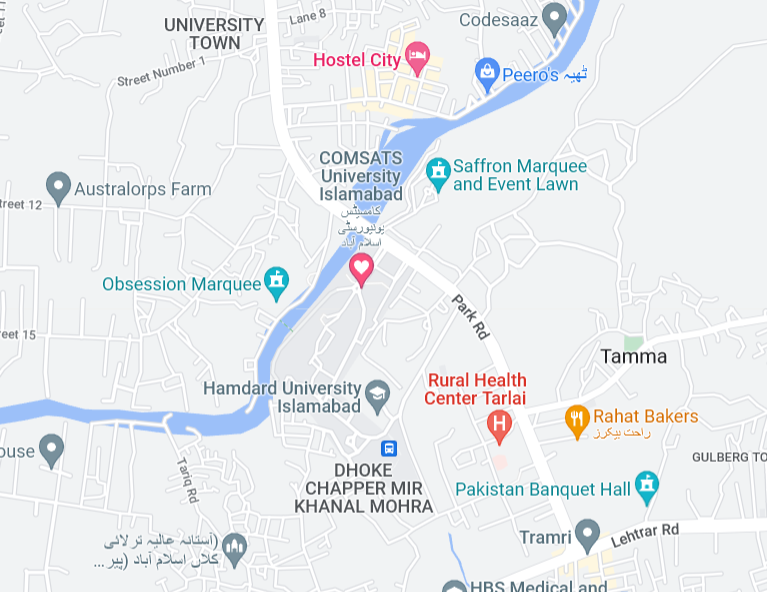 Lane 8
Codesaaz
UNIVERSITY
TOWN
Hostel City
Street Number 1
Peero's ٹھیہ
COMSATS
University
Islamabad
کامسیٹس
یونیورسٹی
اسلام آباد
Saffron Marquee
and Event Lawn
Australorps Farm
reet 12
Obsession Marquee
Park Rd
reet 15
Tamma
Rural Health
Center Tarlai
Hamdard University
Islamabad
H
Rahat Bakers
راحت بیکرز
ouse
GULBERG TO
Tariq Rd
DHOKE
CHAPPER MIR
KHANAL MOHRA
Pakistan Banquet Hall
Tramri
Lehtrar Rd
(آستانہ عالیہ ترلائی
کلاں اسلام آباد (پیر...
HBS Medical and